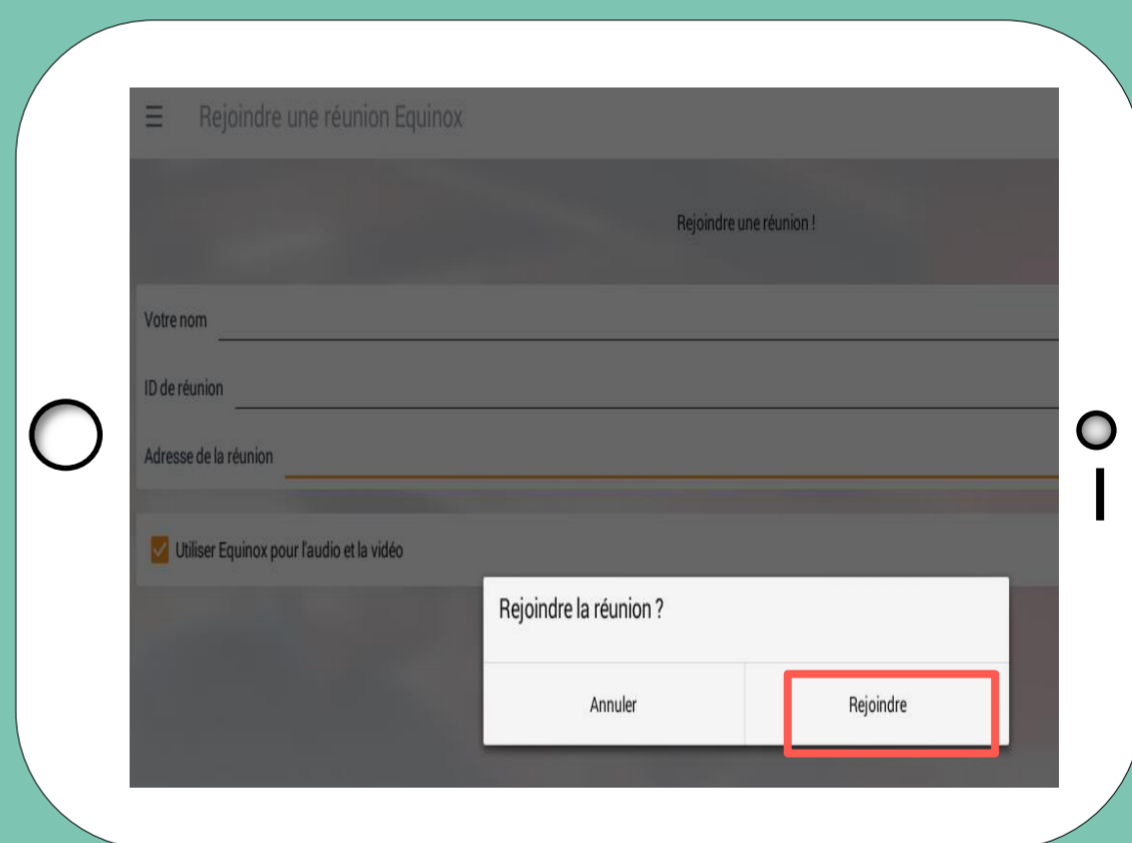 Rejoindre une réunion Equinox
Rejoindre une réunion !
Votre nom
ID de réunion
Adresse de la réunion
Utiliser Equinox pour l'audio et la vidéo
Rejoindre la réunion ?
Annuler
Rejoindre